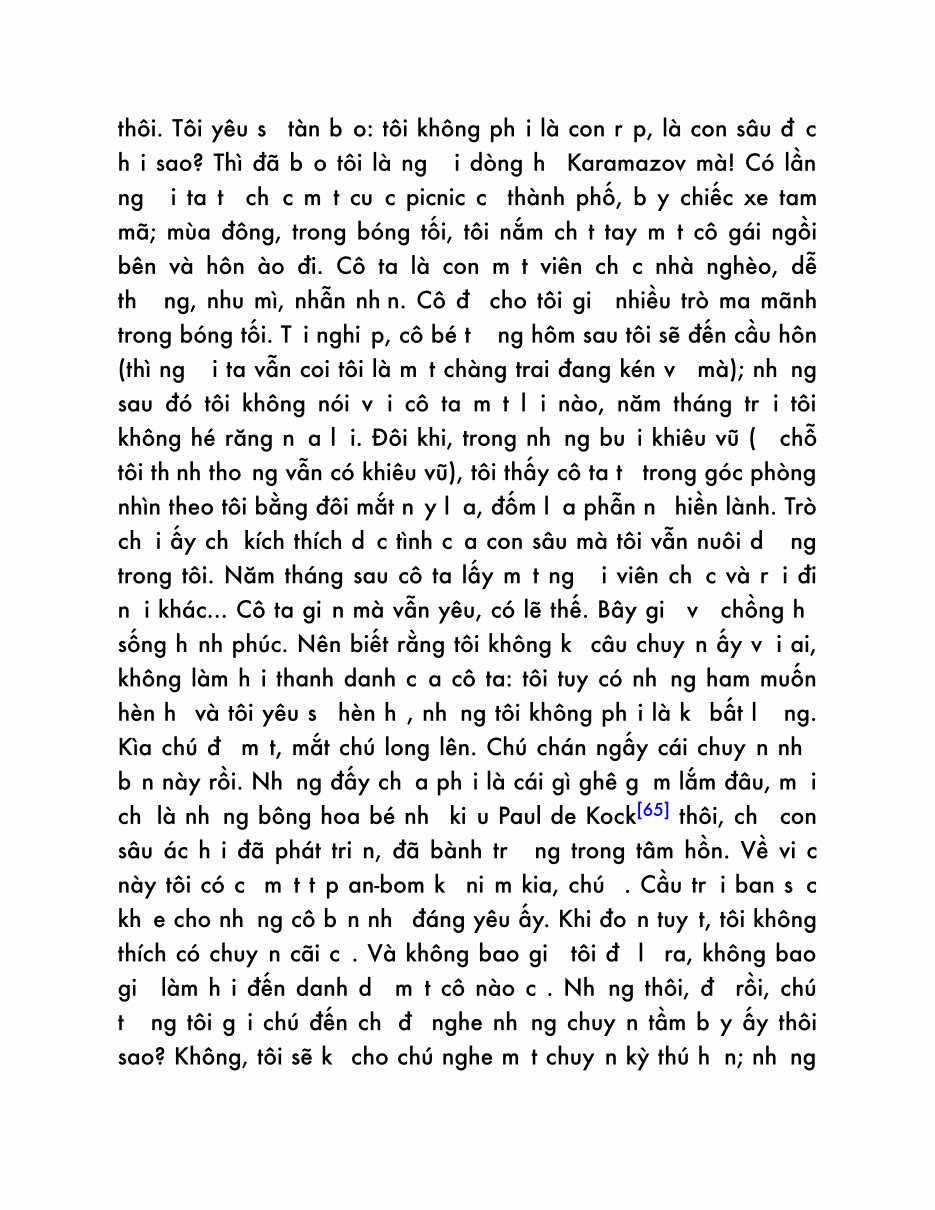 thôi. Tôi yêu s tàn b o: tôi không ph i là con r p, là con sâu đ c
h i sao? Thì đã b o tôi là ng i dòng h Karamazov mà! Có lần
ng i ta t ch c m t cu c picnic c thành phố, b y chiếc xe tam
mã; mùa đông, trong bóng tối, tôi nắm ch t tay m t cô gái ngồi
bên và hôn ào đi. Cô ta là con m t viên ch c nhà nghèo, dễ
th ng, nhu mì, nhẫn nh n. Cô đ cho tôi gi nhiều trò ma mãnh
trong bóng tối. T i nghi p, cô bé t ng hôm sau tôi sẽ đến cầu hôn
(thì ng i ta vẫn coi tôi là m t chàng trai đang kén v mà); nh ng
sau đó tôi không nói v i cô ta m t l i nào, năm tháng tr i tôi
không hé răng n a l i. Đôi khi, trong nh ng bu i khiêu vũ ( chỗ
tôi th nh tho ng vẫn có khiêu vũ), tôi thấy cô ta t trong góc phòng
nhìn theo tôi bằng đôi mắt n y l a, đốm l a phẫn n hiền lành. Trò
ch i ấy ch kích thích d c tình c a con sâu mà tôi vẫn nuôi d ng
trong tôi. Năm tháng sau cô ta lấy m t ng i viên ch c và r i đi
n i khác... Cô ta gi n mà vẫn yêu, có lẽ thế. Bây gi v chồng h
sống h nh phúc. Nên biết rằng tôi không k câu chuy n ấy v i ai,
không làm h i thanh danh c a cô ta: tôi tuy có nh ng ham muốn
hèn h và tôi yêu s hèn h , nh ng tôi không ph i là k bất l ng.
Kìa chú đ m t, mắt chú long lên. Chú chán ngấy cái chuy n nh
b n này rồi. Nh ng đấy ch a ph i là cái gì ghê g m lắm đâu, m i
ch là nh ng bông hoa bé nh ki u Paul de Kock[65] thôi, ch con
sâu ác h i đã phát tri n, đã bành tr ng trong tâm hồn. Về vi c
này tôi có c m t t p an-bom k ni m kia, chú . Cầu tr i ban s c
kh e cho nh ng cô b n nh đáng yêu ấy. Khi đo n tuy t, tôi không
thích có chuy n cãi c . Và không bao gi tôi đ l ra, không bao
gi làm h i đến danh d m t cô nào c . Nh ng thôi, đ rồi, chú
t ng tôi g i chú đến ch đ nghe nh ng chuy n tầm b y ấy thôi
sao? Không, tôi sẽ k cho chú nghe m t chuy n kỳ thú h n; nh ng